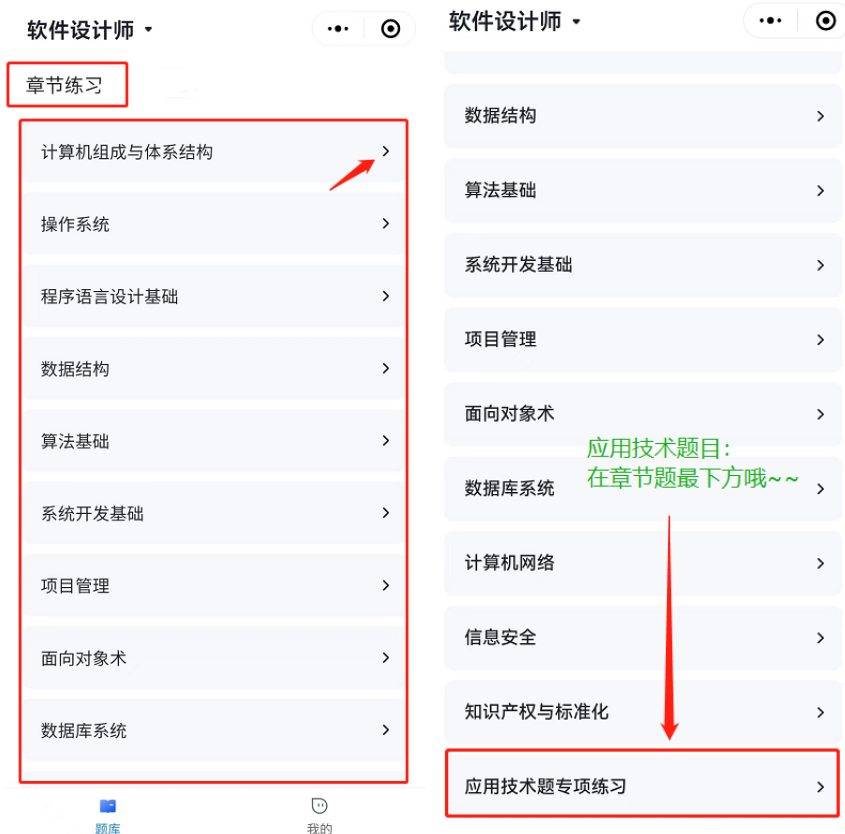 软件设计师
章节练习
计算机组成与体系结构
操作系统
程序语言设计基础
数据结构
算法基础
系统开发基础
项目管理
面向对象术
数据库系统
题库
我的
软件设计师
数据结构
算法基础
系统开发基础
项目管理
面向对象术
应用技术题目：
在章节题最下方哦~~
数据库系统
计算机网络
信息安全
知识产权与标准化
应用技术题专项练习